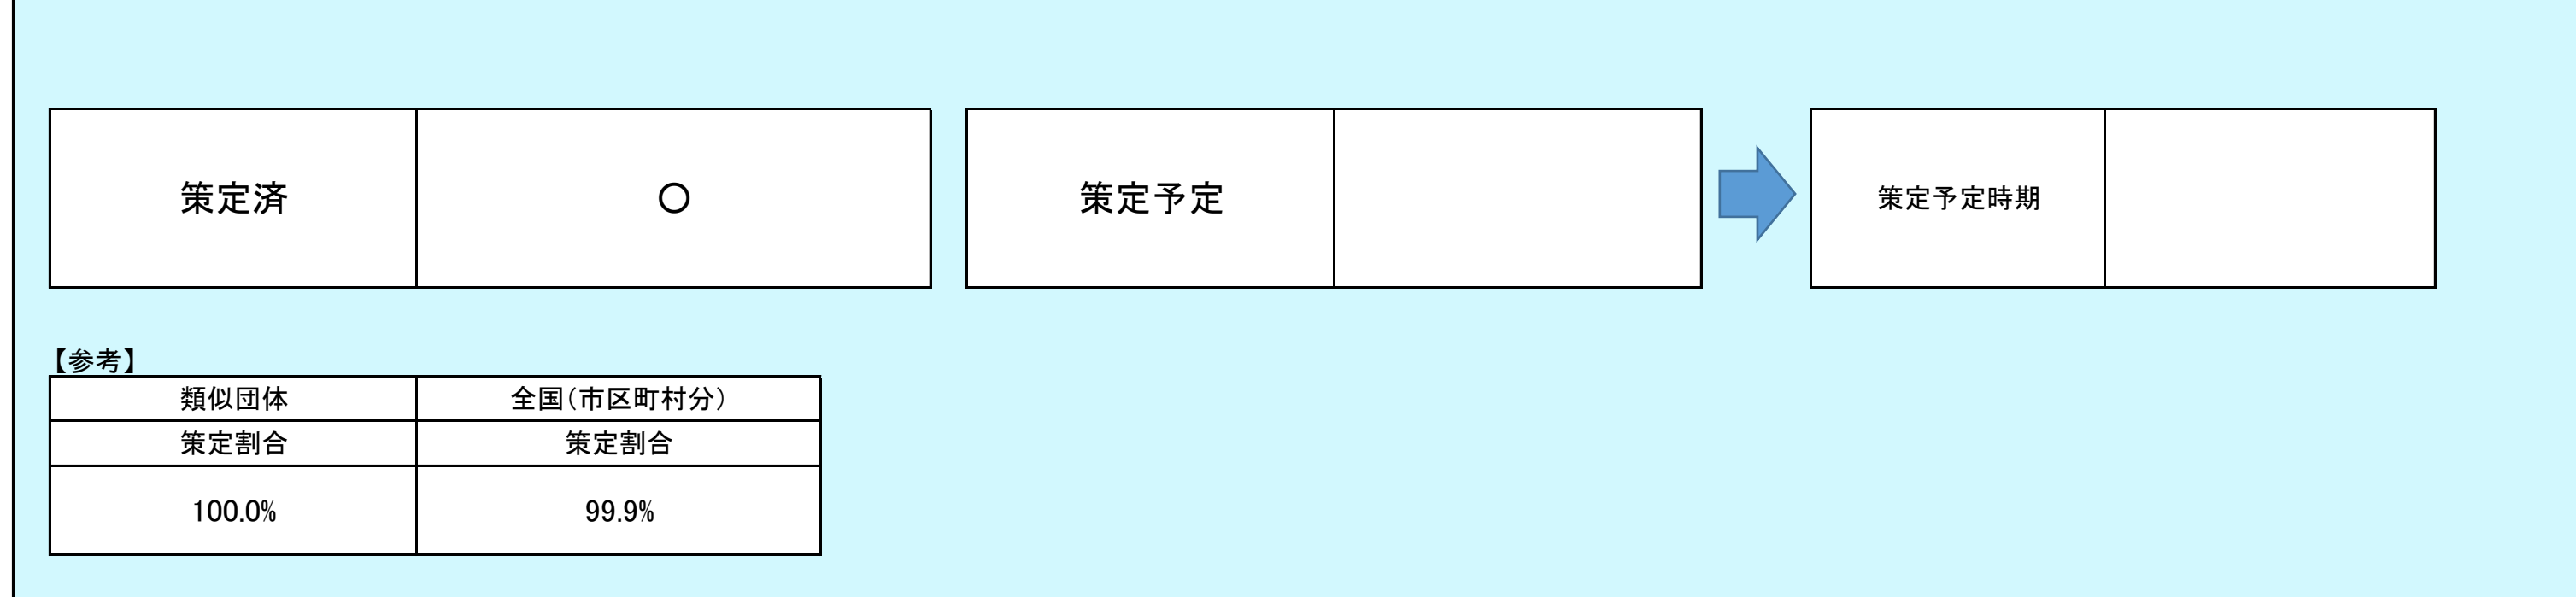 策定済 ○ 策定予定 策定予定時期
【参考】
類似団体 全国(市区町村分)
策定割合 策定割合
100.0% 99.9%